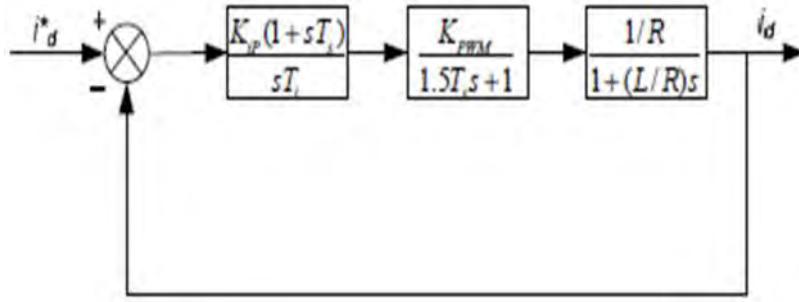 i*d
+
−
K_iP(1+sT_i)
sT_i
K_PWM
1.5T_s s+1
1/R
1+(L/R)s
i_d